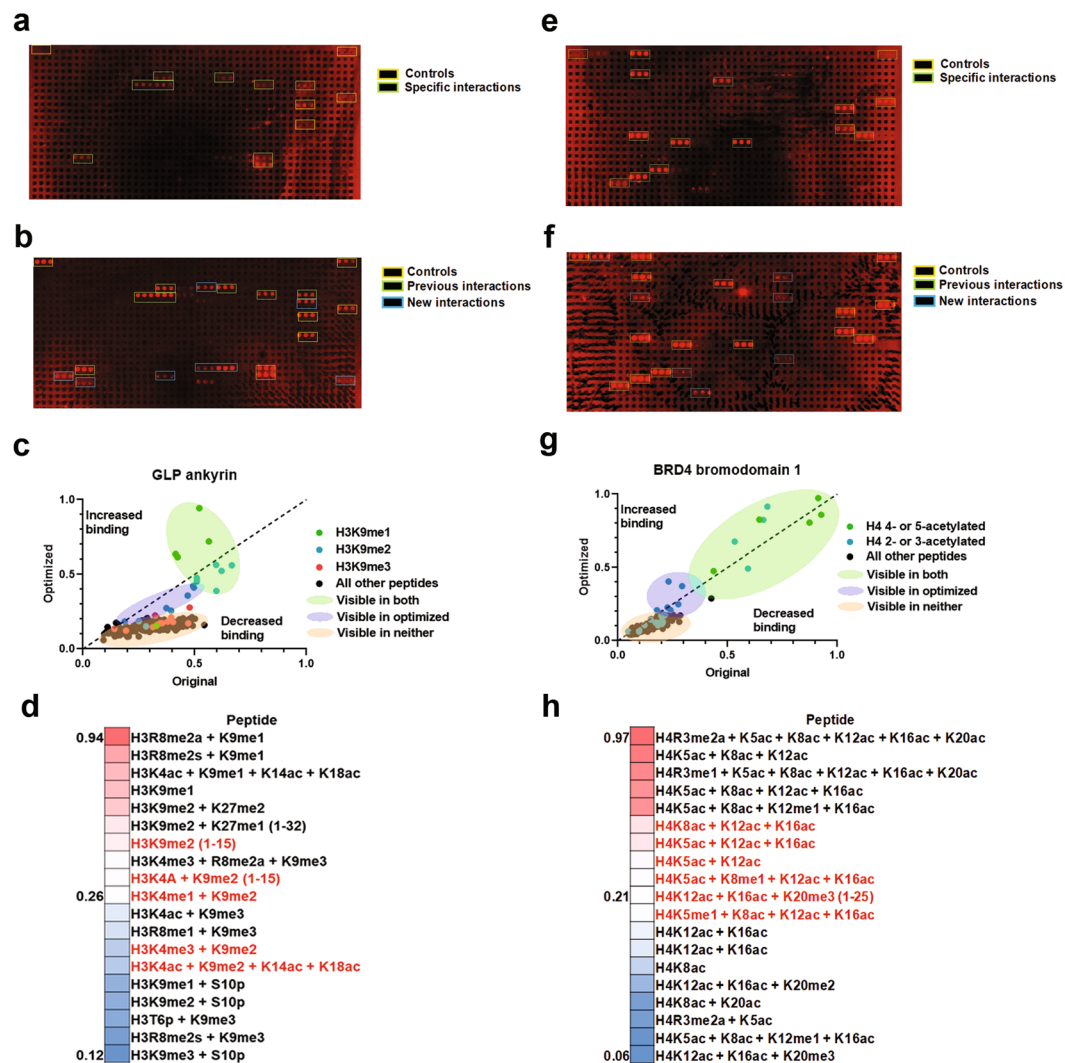 a
Controls
Specific interactions
b
Controls
Previous interactions
New interactions
c
GLP ankyrin
1.0
Increased
binding
Optimized
0.5
Decreased
binding
0.0
0.0
0.5
1.0
Original
H3K9me1
H3K9me2
H3K9me3
All other peptides
Visible in both
Visible in optimized
Visible in neither
d
Peptide
0.94
H3R8me2a + K9me1
H3R8me2s + K9me1
H3K4ac + K9me1 + K14ac + K18ac
H3K9me1
H3K9me2 + K27me2
H3K9me2 + K27me1 (1-32)
H3K9me2 (1-15)
H3K4me3 + R8me2a + K9me3
H3K4A + K9me2 (1-15)
0.26
H3K4me1 + K9me2
H3K4ac + K9me3
H3R8me1 + K9me3
H3K4me3 + K9me2
H3K4ac + K9me2 + K14ac + K18ac
H3K9me1 + S10p
H3K9me2 + S10p
H3T6p + K9me3
H3R8me2s + K9me3
0.12
H3K9me3 + S10p
e
Controls
Specific interactions
f
Controls
Previous interactions
New interactions
g
BRD4 bromodomain 1
1.0
Increased
binding
Optimized
0.5
Decreased
binding
0.0
0.0
0.5
1.0
Original
H4 4- or 5-acetylated
H4 2- or 3-acetylated
All other peptides
Visible in both
Visible in optimized
Visible in neither
h
Peptide
0.97
H4R3me2a + K5ac + K8ac + K12ac + K16ac + K20ac
H4K5ac + K8ac + K12ac
H4R3me1 + K5ac + K8ac + K12ac + K16ac + K20ac
H4K5ac + K8ac + K12ac + K16ac
H4K5ac + K8ac + K12me1 + K16ac
H4K8ac + K12ac + K16ac
H4K5ac + K12ac + K16ac
H4K5ac + K12ac
H4K5ac + K8me1 + K12ac + K16ac
0.21
H4K12ac + K16ac + K20me3 (1-25)
H4K5me1 + K8ac + K12ac + K16ac
H4K12ac + K16ac
H4K12ac + K16ac
H4K8ac
H4K12ac + K16ac + K20me2
H4K8ac + K20ac
H4R3me2a + K5ac
H4K5ac + K8ac + K12me1 + K16ac
0.06
H4K12ac + K16ac + K20me3